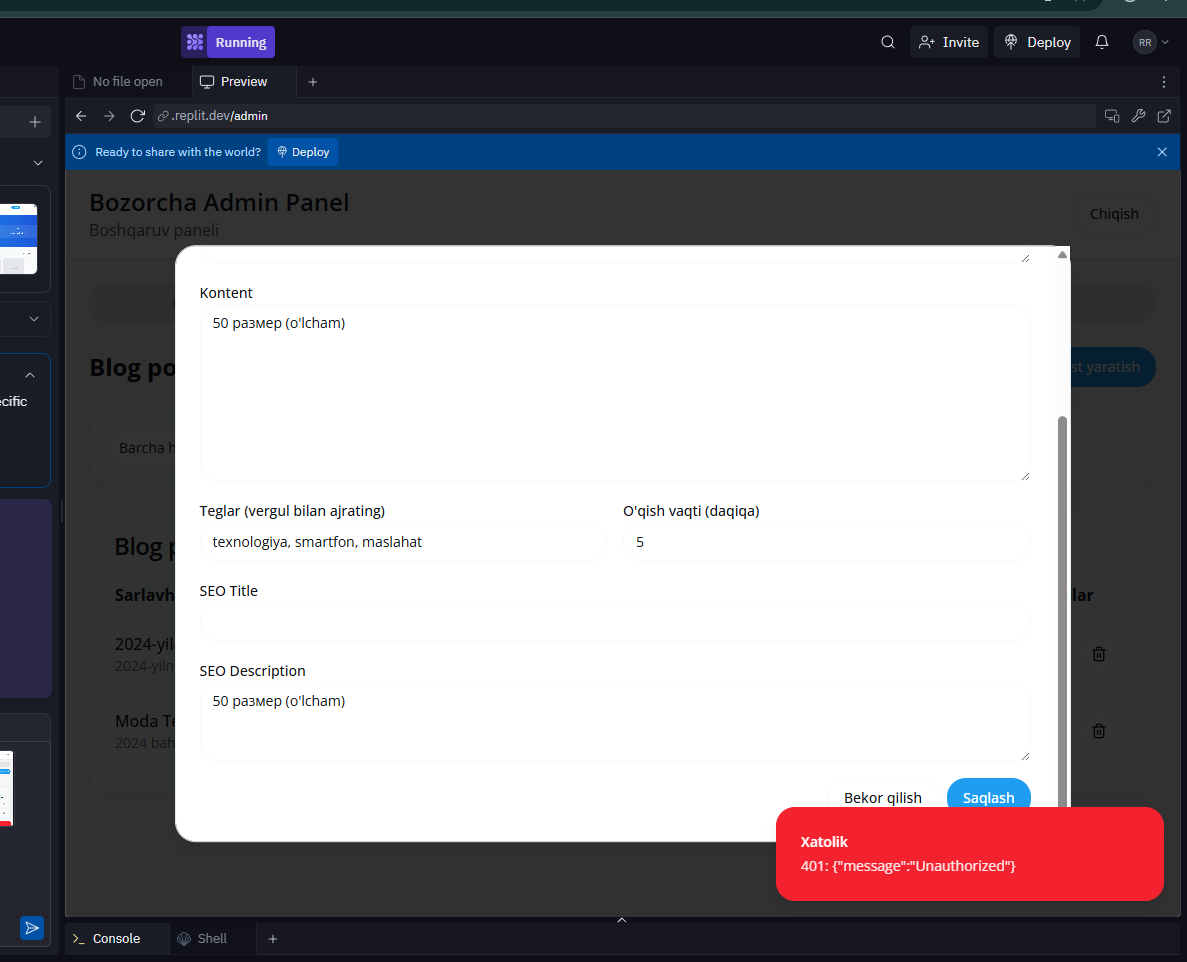 Running
Invite
Deploy
RR
No file open
Preview
.replit.dev/admin
Ready to share with the world?
Deploy
Bozorcha Admin Panel
Boshqaruv paneli
Chiqish
Kontent
50 размер (o'lcham)
Blog po
st yaratish
ecific
Barcha h
Teglar (vergul bilan ajrating)
O'qish vaqti (daqiqa)
texnologiya, smartfon, maslahat
5
Blog p
SEO Title
Sarlavh
lar
2024-yil
2024-yiln
SEO Description
50 размер (o'lcham)
Moda Te
2024 bah
Bekor qilish
Saqlash
Xatolik
401: {"message":"Unauthorized"}
Console
Shell